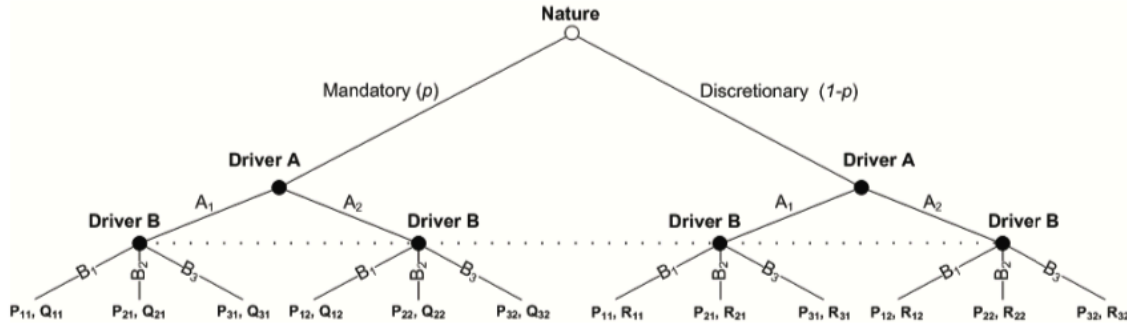 Nature
Mandatory (p)
Discretionary (1-p)
Driver A
Driver A
A₁
A₂
A₁
A₂
Driver B
Driver B
Driver B
Driver B
B₁ B₂ B₃ B₁ B₂ B₃ B₁ B₂ B₃ B₁ B₂ B₃
P₁₁, Q₁₁ P₂₁, Q₂₁ P₃₁, Q₃₁ P₁₂, Q₁₂ P₂₂, Q₂₂ P₃₂, Q₃₂ P₁₁, R₁₁ P₂₁, R₂₁ P₃₁, R₃₁ P₁₂, R₁₂ P₂₂, R₂₂ P₃₂, R₃₂